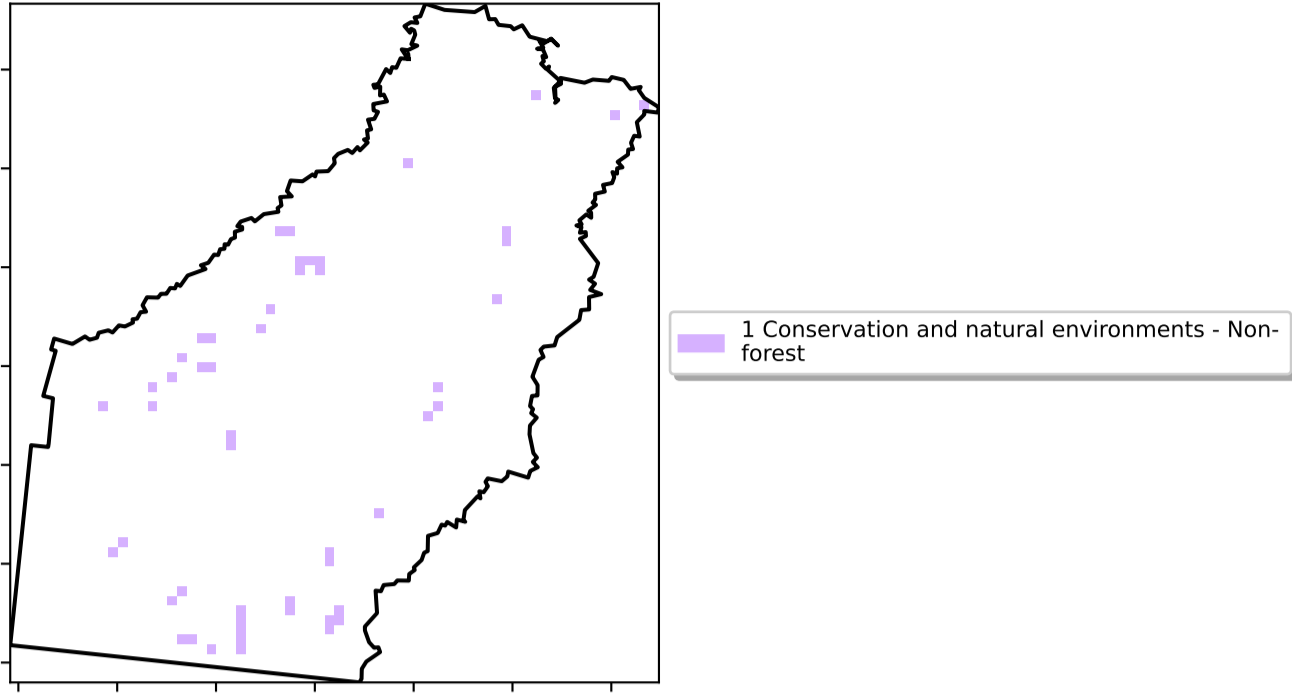 1 Conservation and natural environments - Non-
forest